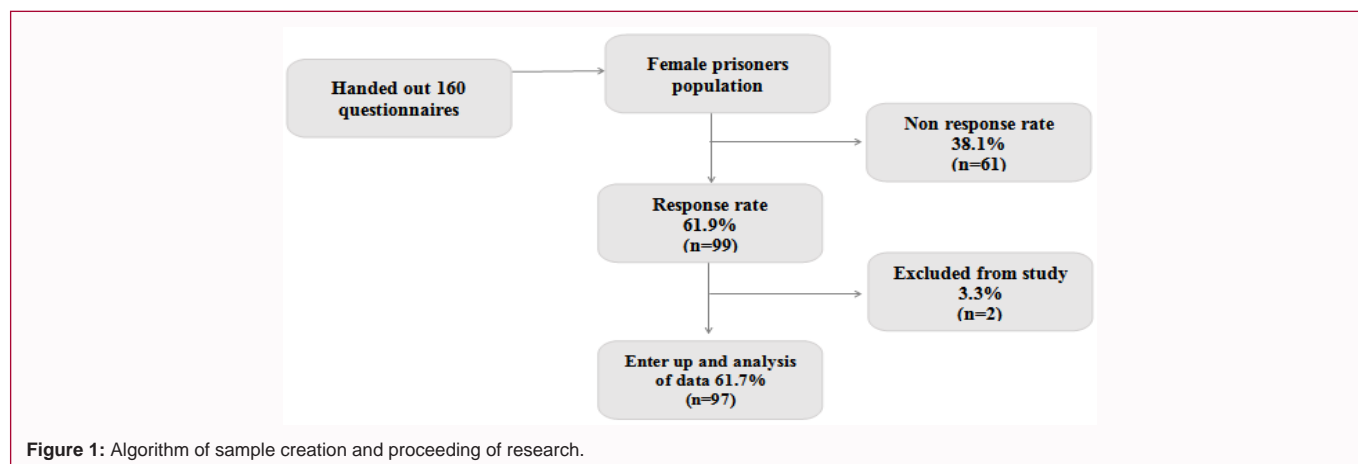 Handed out 160
questionnaires
Female prisoners
population
Non response rate
38.1%
(n=61)
Response rate
61.9%
(n=99)
Excluded from study
3.3%
(n=2)
Enter up and analysis
of data 61.7%
(n=97)
Figure 1: Algorithm of sample creation and proceeding of research.